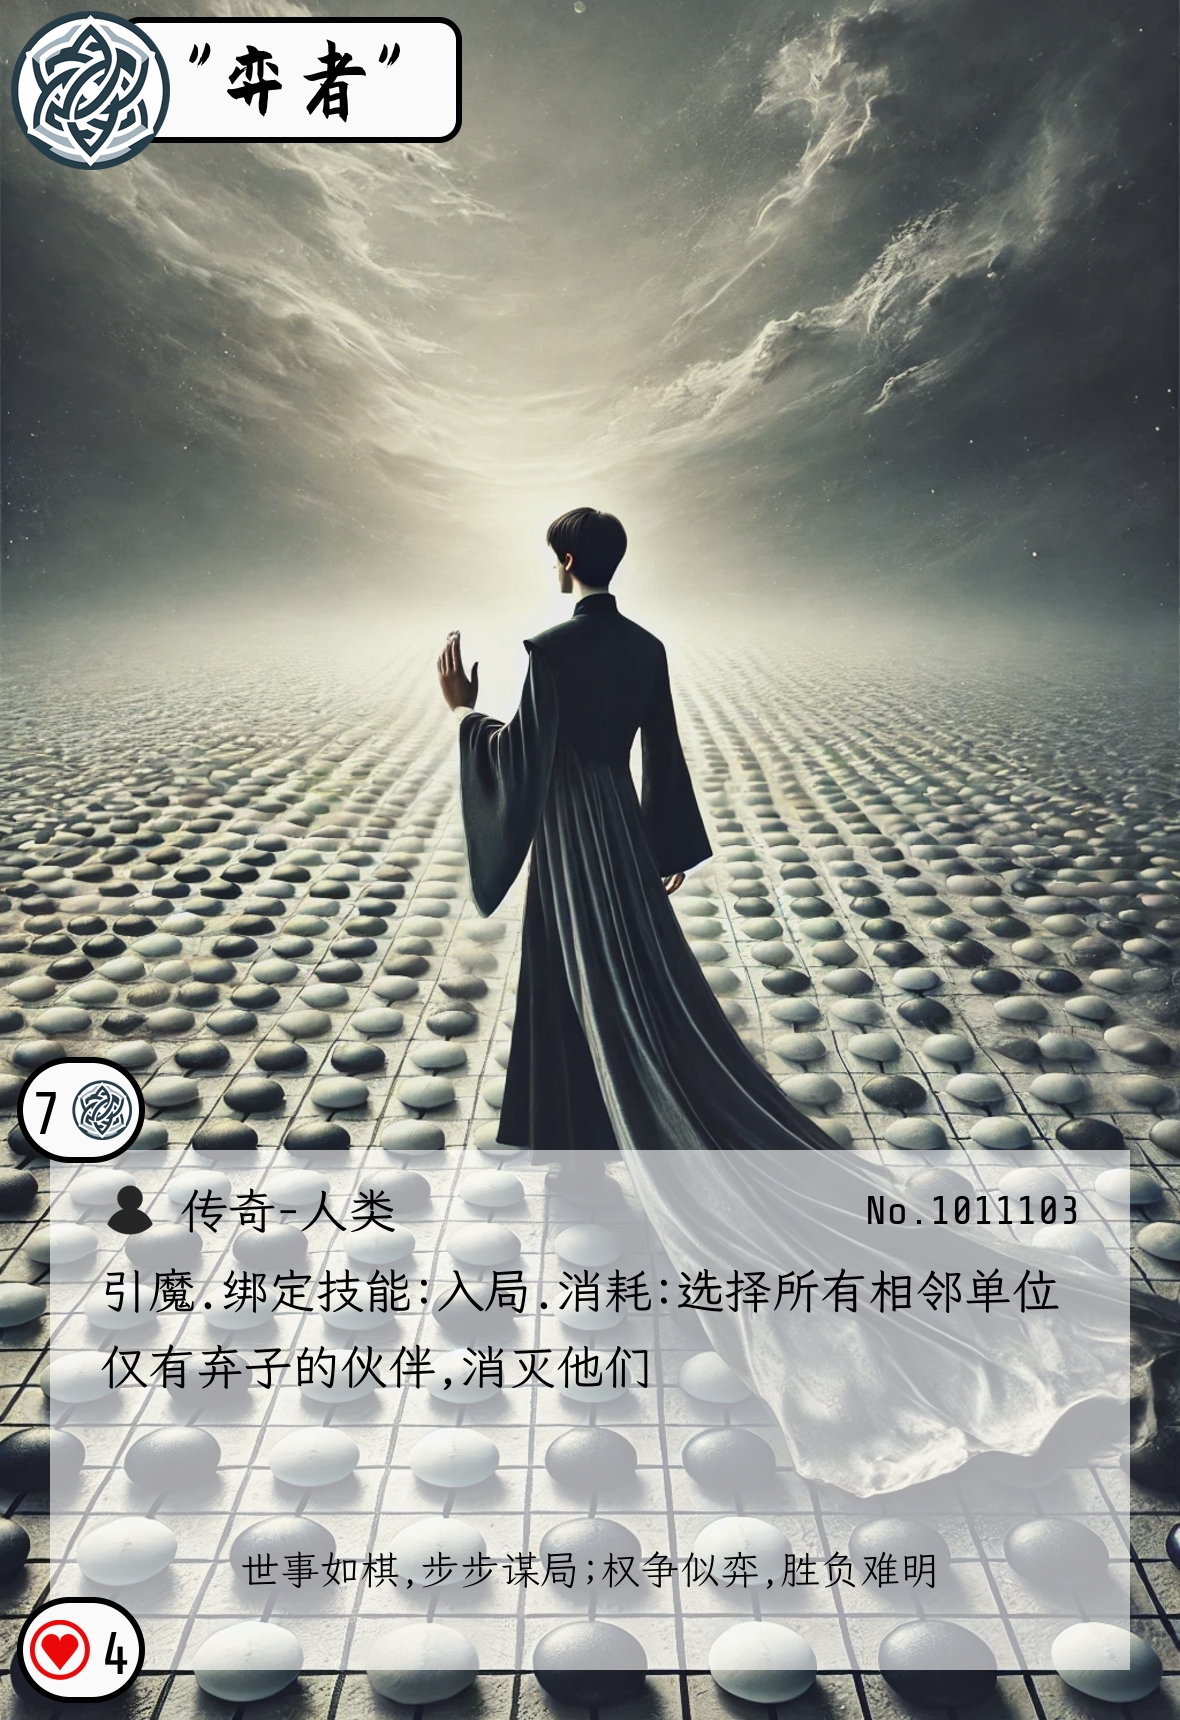 "弈者"
7
传奇-人类
No.1011103
引魔.绑定技能:入局.消耗:选择所有相邻单位
仅有弃子的伙伴,消灭他们
世事如棋,步步谋局;权争似弈,胜负难明
4